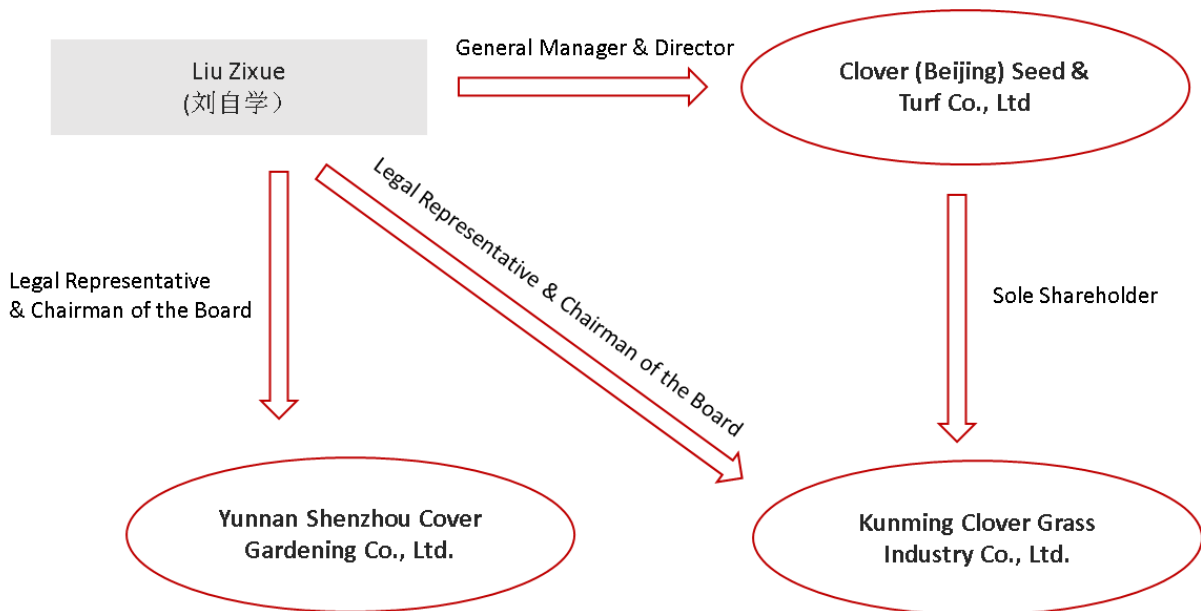 General Manager & Director
Liu Zixue
(刘自学）
Clover (Beijing) Seed &
Turf Co., Ltd
Legal Representative & Chairman of the Board
Legal Representative
& Chairman of the Board
Sole Shareholder
Yunnan Shenzhou Cover
Gardening Co., Ltd.
Kunming Clover Grass
Industry Co., Ltd.